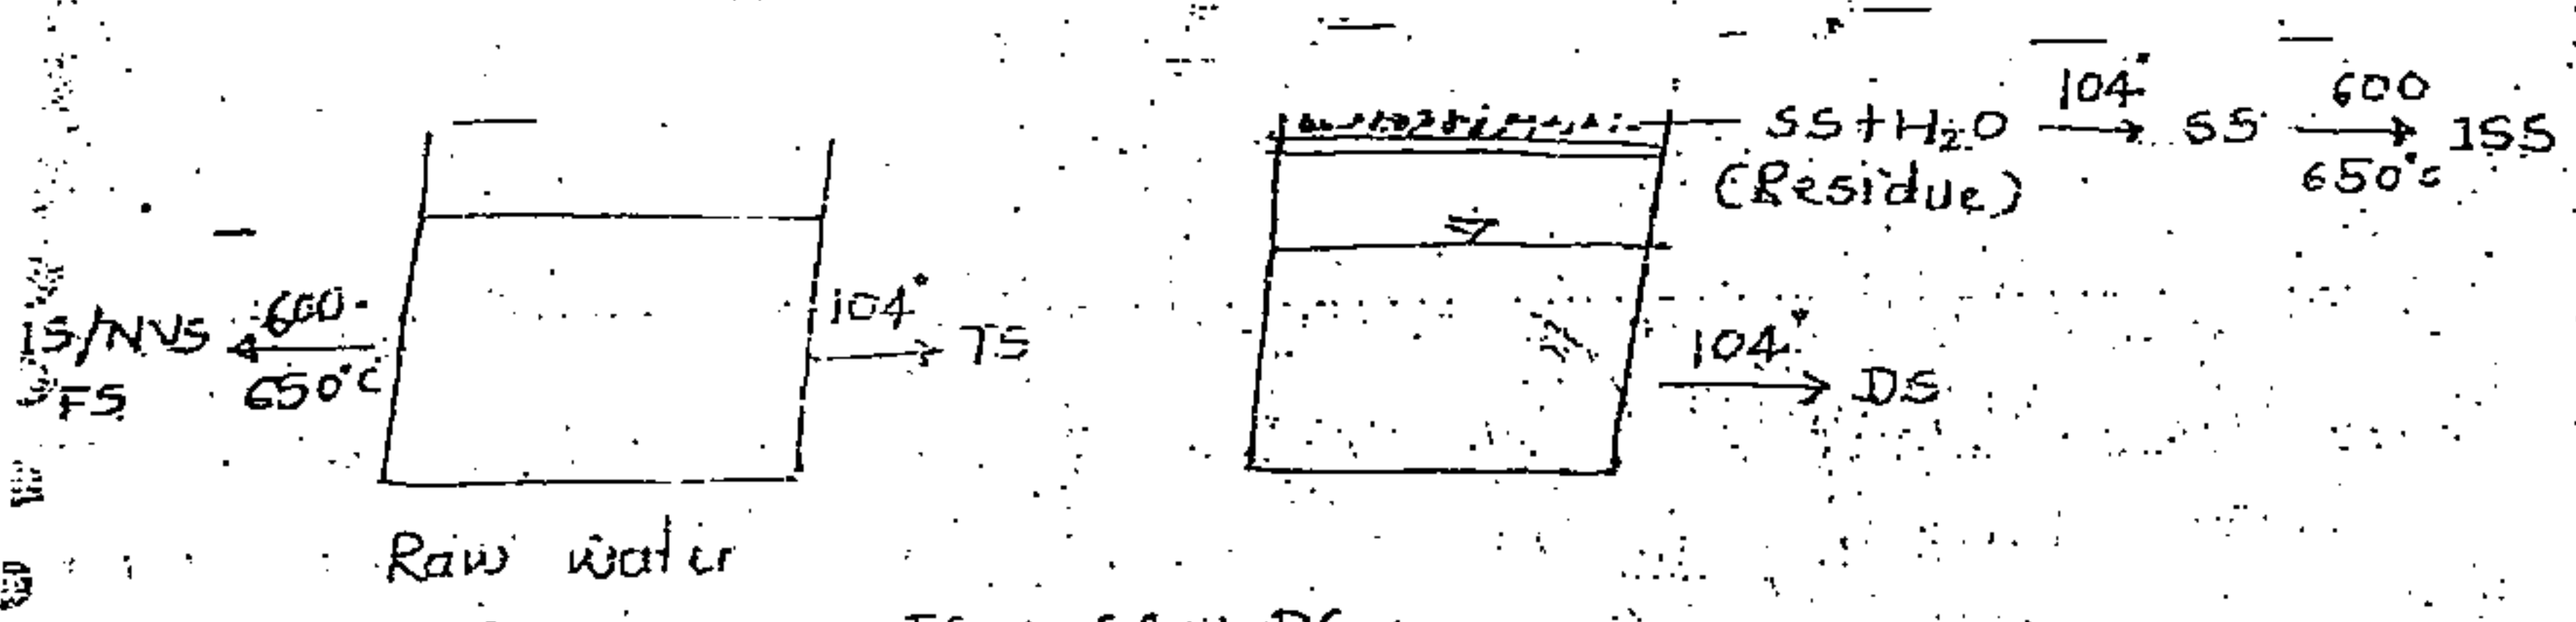 104° 600
SS+H₂O → SS → ISS
(Residue) 650°c
IS/NVS ← 600 104° → TS
FS 650°C 104° → DS
Raw water